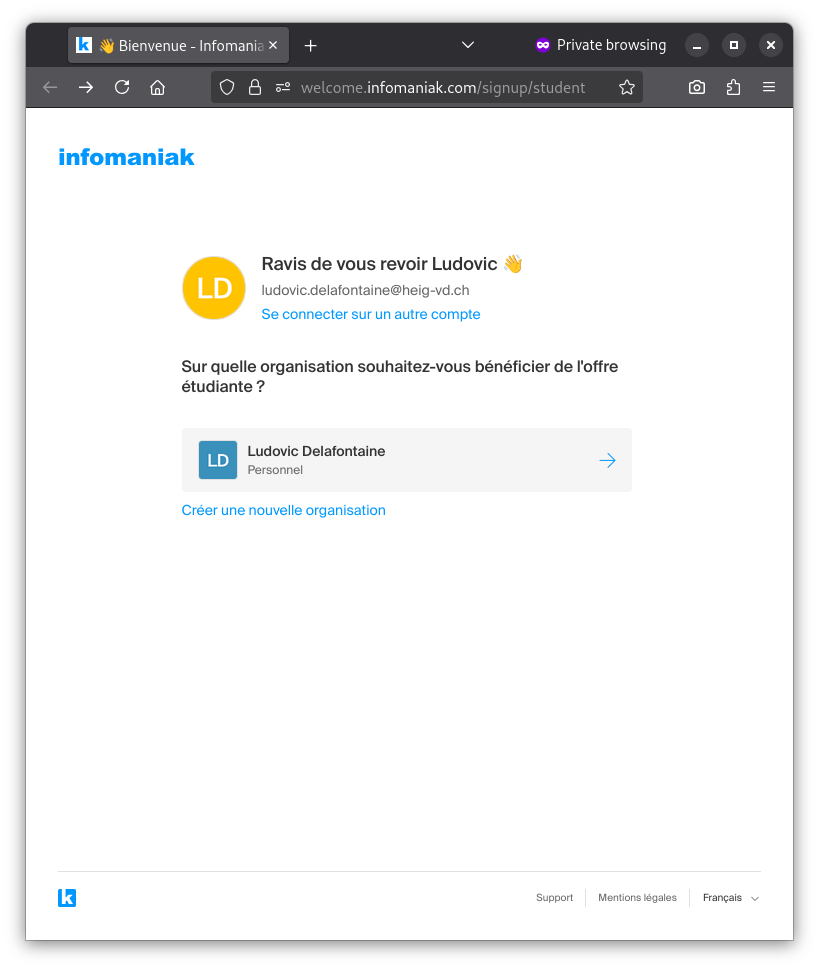 👋 Bienvenue - Infomania
Private browsing
welcome.infomaniak.com/signup/student
infomaniak
LD
Ravis de vous revoir Ludovic 👋
ludovic.delafontaine@heig-vd.ch
Se connecter sur un autre compte
Sur quelle organisation souhaitez-vous bénéficier de l'offre
étudiante ?
LD
Ludovic Delafontaine
Personnel
Créer une nouvelle organisation
k
Support
Mentions légales
Français